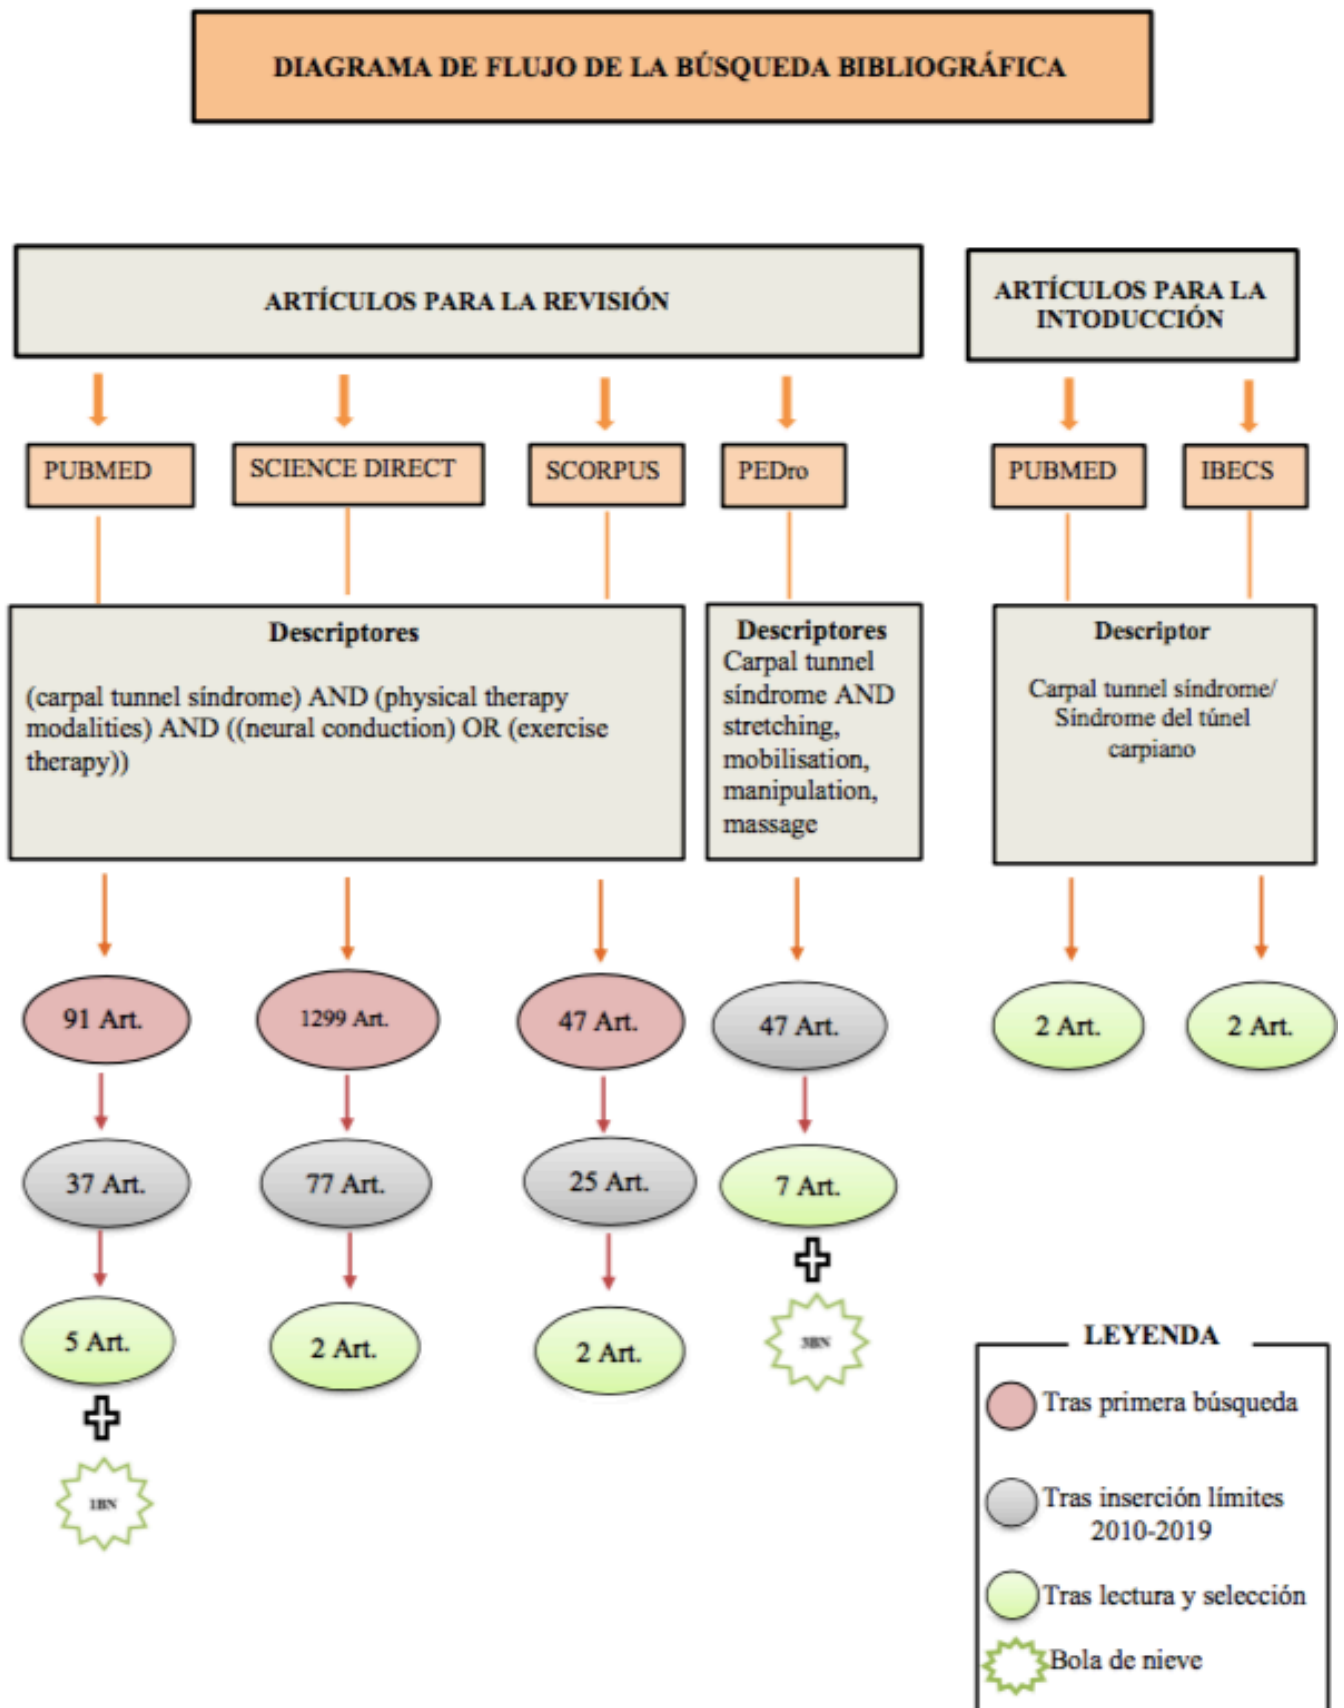 DIAGRAMA DE FLUJO DE LA BÚSQUEDA BIBLIOGRÁFICA
ARTÍCULOS PARA LA REVISIÓN
ARTÍCULOS PARA LA
INTODUCCIÓN
PUBMED
SCIENCE DIRECT
SCORPUS
PEDro
PUBMED
IBECS
Descriptores
(carpal tunnel síndrome) AND (physical therapy
modalities) AND ((neural conduction) OR (exercise
therapy))
Descriptores
Carpal tunnel
síndrome AND
stretching,
mobilisation,
manipulation,
massage
Descriptor
Carpal tunnel síndrome/
Síndrome del túnel
carpiano
91 Art.
1299 Art.
47 Art.
47 Art.
2 Art.
2 Art.
37 Art.
77 Art.
25 Art.
7 Art.
5 Art.
2 Art.
2 Art.
3BN
1BN
LEYENDA
Tras primera búsqueda
Tras inserción límites
2010-2019
Tras lectura y selección
Bola de nieve